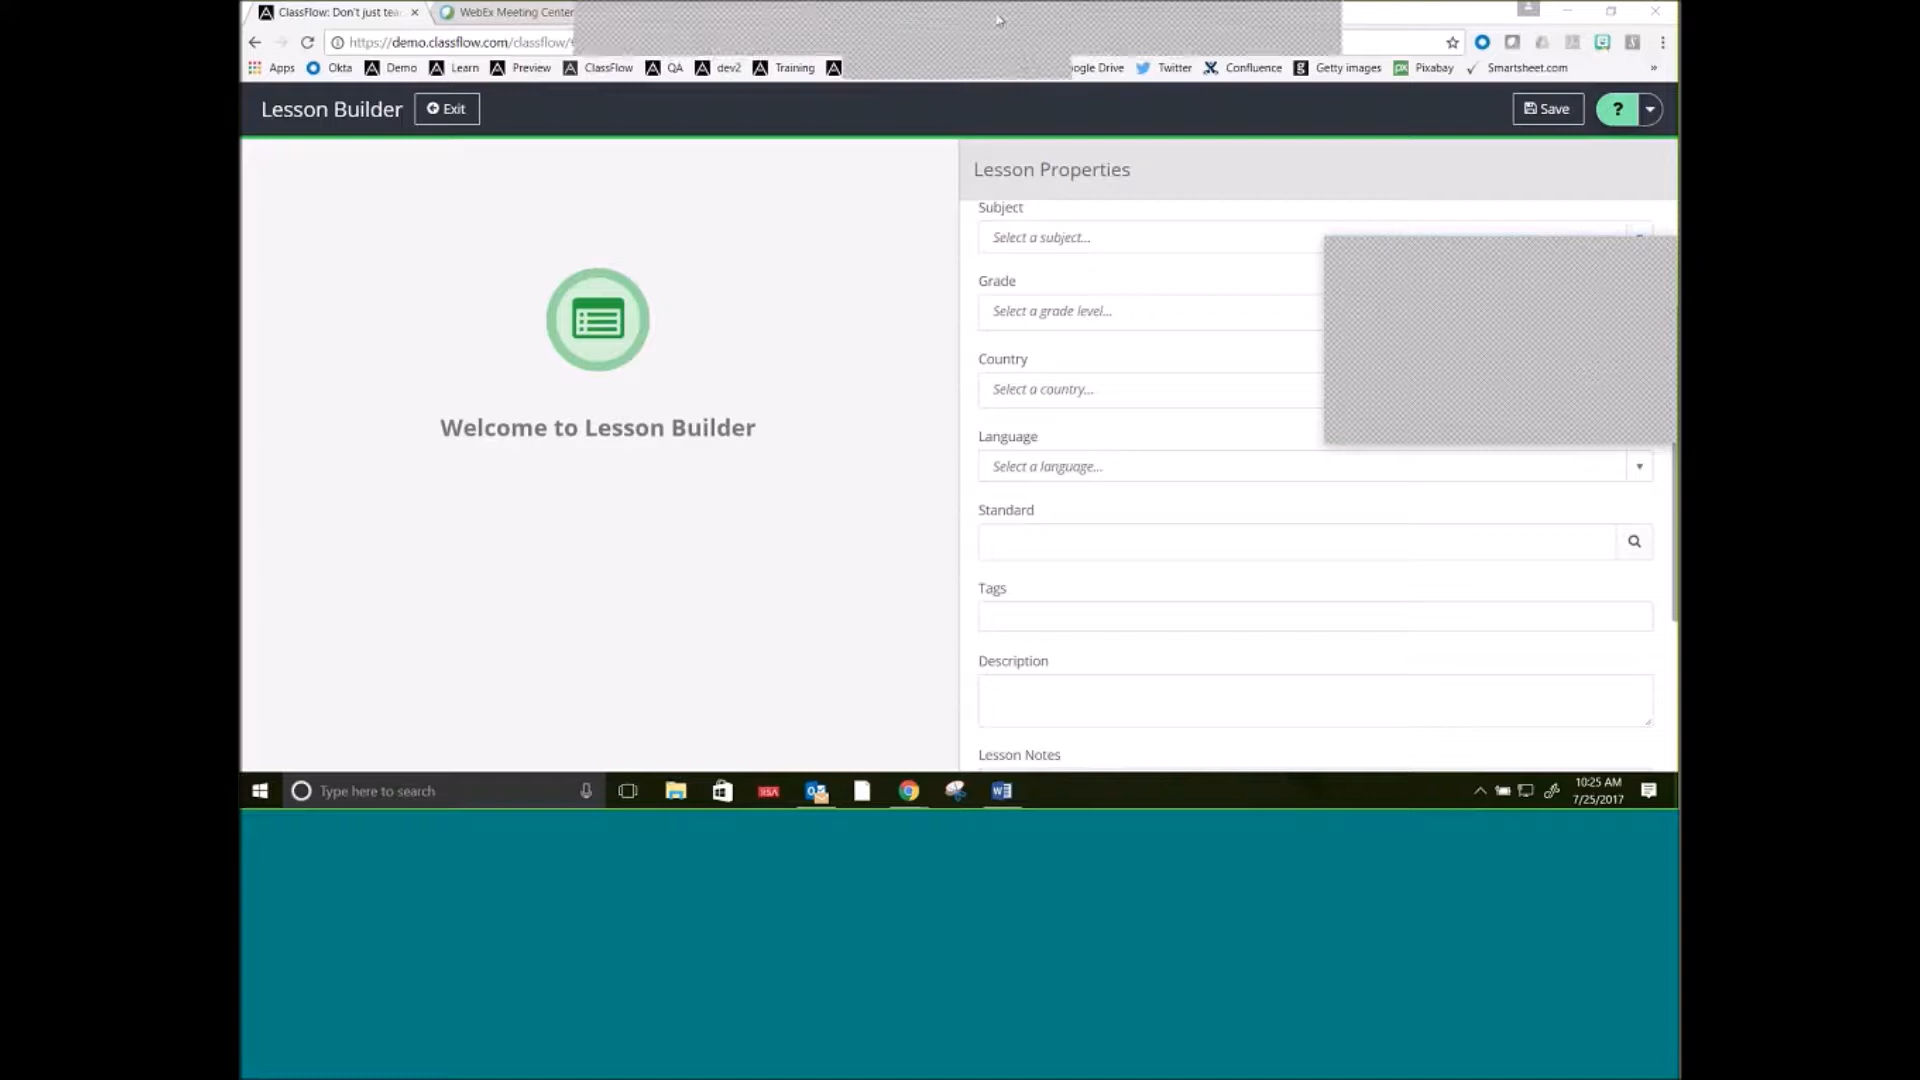 ClassFlow: Don't just tea
WebEx Meeting Center
https://demo.classflow.com/classflow/
Apps Okta Demo Learn Preview ClassFlow QA dev2 Training ogle Drive Twitter Confluence Getty images Pixabay Smartsheet.com »
Lesson Builder Exit Save ?
Lesson Properties
Subject
Select a subject...
Grade
Select a grade level...
Country
Select a country...
Welcome to Lesson Builder
Language
Select a language...
Standard
Tags
Description
Lesson Notes
Type here to search
10:25 AM
7/25/2017